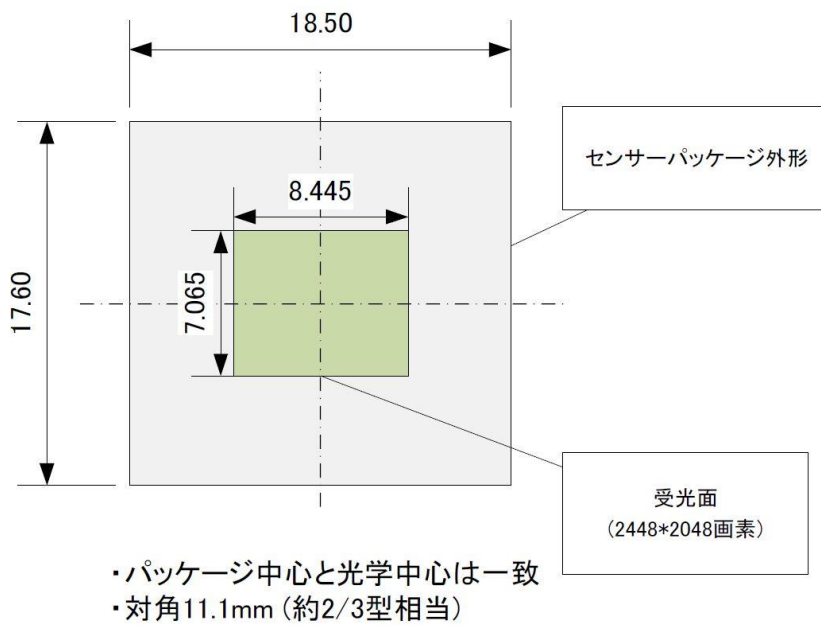 18.50
センサーパッケージ外形
8.445
7.065
17.60
受光面
(2448*2048画素)
・パッケージ中心と光学中心は一致
・対角11.1mm (約2/3型相当)